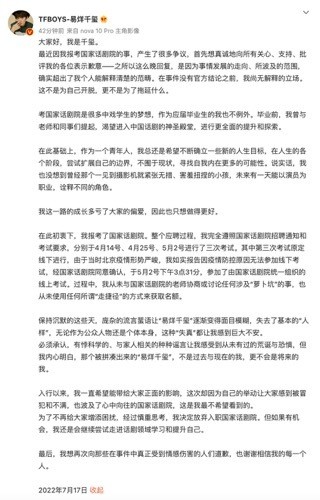 TFBOYS-易烊千玺
42分钟前 来自 nova 10 Pro 主角影像
大家好，我是千玺。
最近因我报考国家话剧院的事，产生了很多争议，首先想真诚地向所有关心、支持、批
评我的各位表示歉意——之所以这么晚回复，是因为事情发展的走向、所波及的范围，
确实超出了我个人能解释清楚的范畴。在事件没有官方结论之前，我尚无解释的立场。
这不是为自己开脱，更不是为了拖延什么。
考国家话剧院是很多中戏学生的梦想，作为应届毕业生的我也不例外。毕业前，我曾与
老师和同事们提起，渴望进入中国话剧的神圣殿堂，进行更全面的提升和探索。
在此基础上，作为一个青年人，我总还是希望不断确立一些新的人生目标，在人生的各
个阶段，尝试扩展自己的边界，不囿于现状，寻找自我内在更多的可能性。说实话，我
也没想到曾经那个一见到摄影机就紧张无措、害羞扭捏的小孩，未来有一天能以演员为
职业，诠释不同的角色。
我这一路的成长多亏了大家的偏爱，因此也只想做得更好。
在此初衷下，我报考了国家话剧院。整个应聘过程，我完全遵照国家话剧院招聘通知和
考试要求，分别于4月14号、4月25号、5月2号进行了三次考试。其中第三次考试原定
线下进行，由于当时北京疫情形势严峻，我如实报告因疫情防控原因无法参加线下考
试，经国家话剧院同意确认，于5月2号下午3点31分，参加了由国家话剧院统一组织的
线上考试。过程中，我从未与国家话剧院的老师协商或讨论任何涉及“萝卜坑”的事，也
从未使用任何所谓“走捷径”的方式来获取名额。
保持沉默的这些天，庞杂的流言蜚语让“易烊千玺”逐渐变得面目模糊，失去了基本的“人
样”，无论作为公众人物还是个体本身，这种“失真”都让我感到巨大不安。
必须承认，有悖科学的、与家人相关的种种谣言让我感受到从未有过的荒诞与恐惧，但
我内心明白，那个被拼凑出来的“易烊千玺”，不是过去与现在的我，更不会是将来的
我。
入行以来，我一直希望能带给大家正面的影响，这次却因为自己的举动让大家感到被冒
犯和不满，也波及了心中向往的国家话剧院，这是我最不希望看到的。
为了不再给大家增添困扰，经过慎重思考，我决定放弃入职国家话剧院。但如果有机
会，我还是会继续尝试走进话剧领域学习和提升自己。
最后，我想再次向那些在事件中真正受到情感伤害的人们道歉，也谢谢相信我的每一个
人。
2022年7月17日 收起